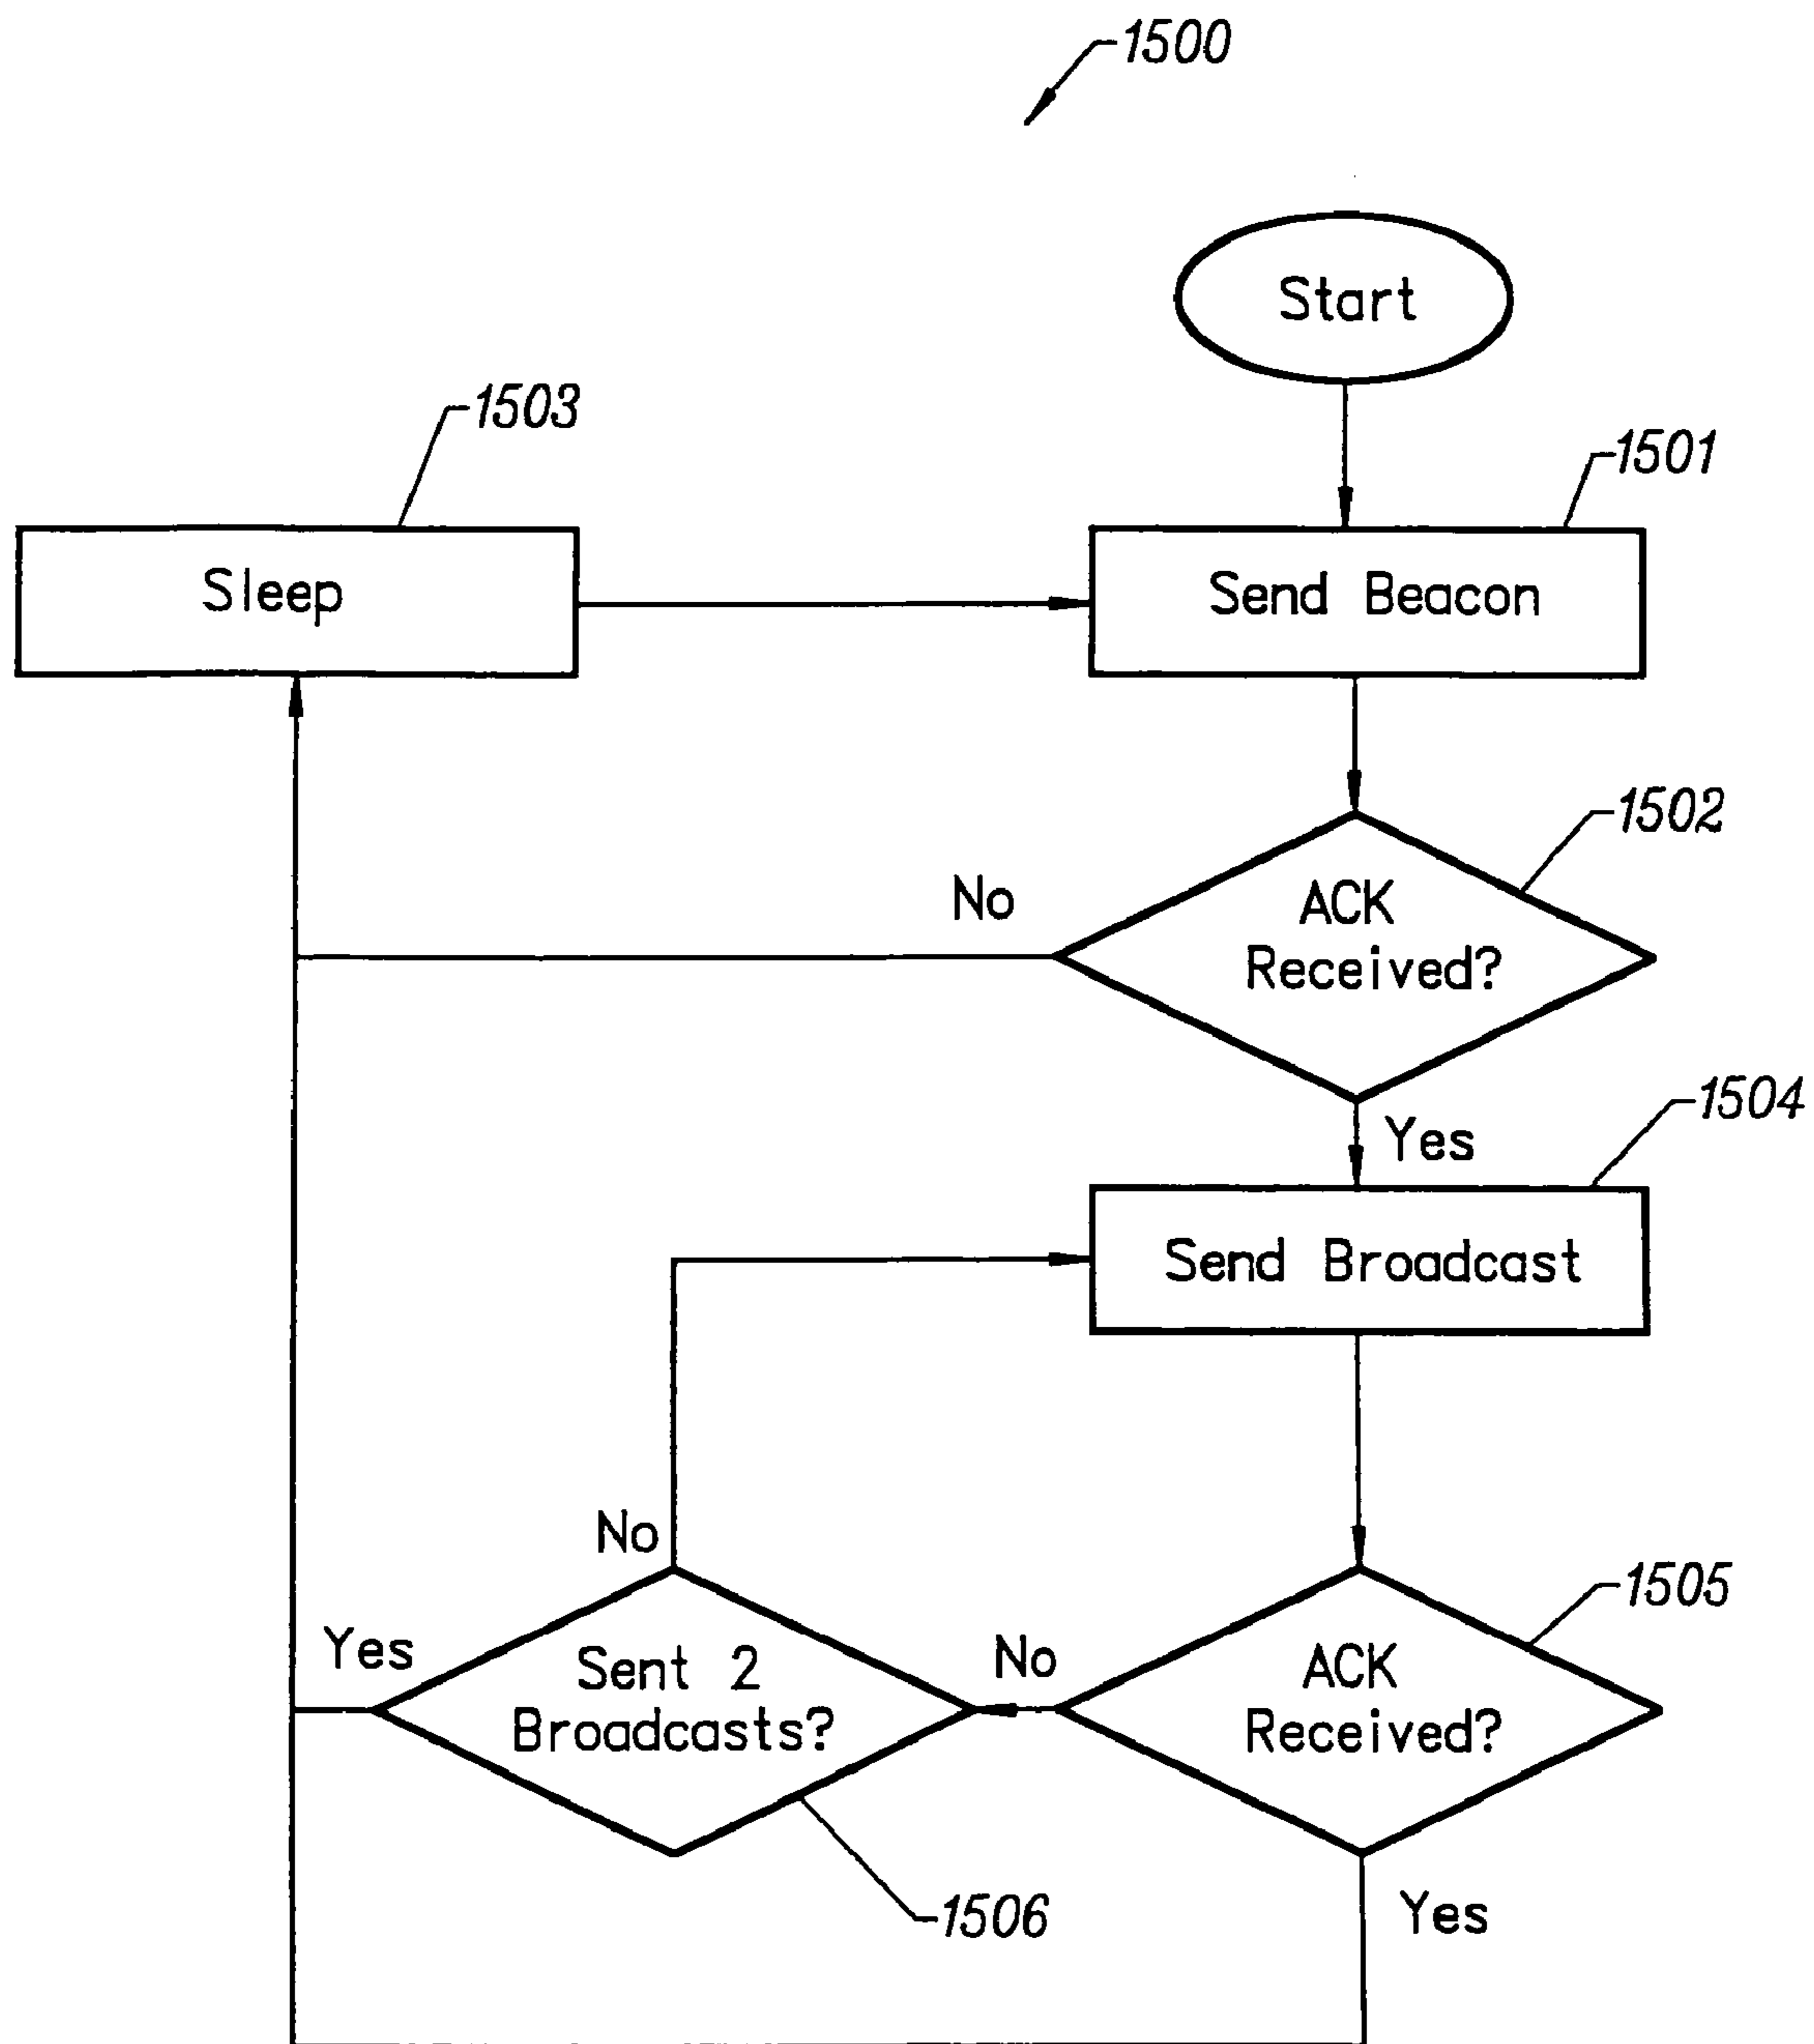 1500
Start
1503
1501
Sleep
Send Beacon
1502
No
ACK
Received?
1504
Yes
Send Broadcast
No
1505
Yes
Sent 2
Broadcasts?
No
ACK
Received?
1506
Yes